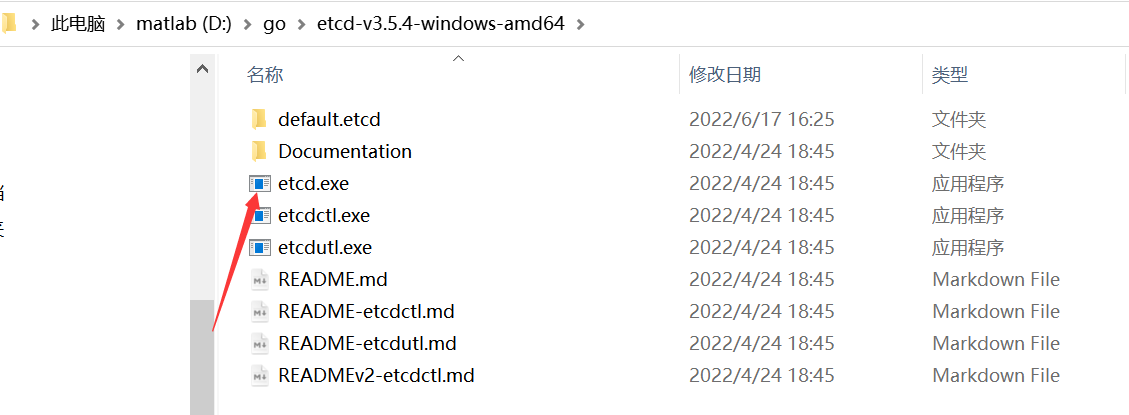 此电脑 > matlab (D:) > go > etcd-v3.5.4-windows-amd64 >
名称 修改日期 类型
default.etcd 2022/6/17 16:25 文件夹
Documentation 2022/4/24 18:45 文件夹
etcd.exe 2022/4/24 18:45 应用程序
etcdctl.exe 2022/4/24 18:45 应用程序
etcdutl.exe 2022/4/24 18:45 应用程序
README.md 2022/4/24 18:45 Markdown File
README-etcdctl.md 2022/4/24 18:45 Markdown File
README-etcdutl.md 2022/4/24 18:45 Markdown File
READMEv2-etcdctl.md 2022/4/24 18:45 Markdown File